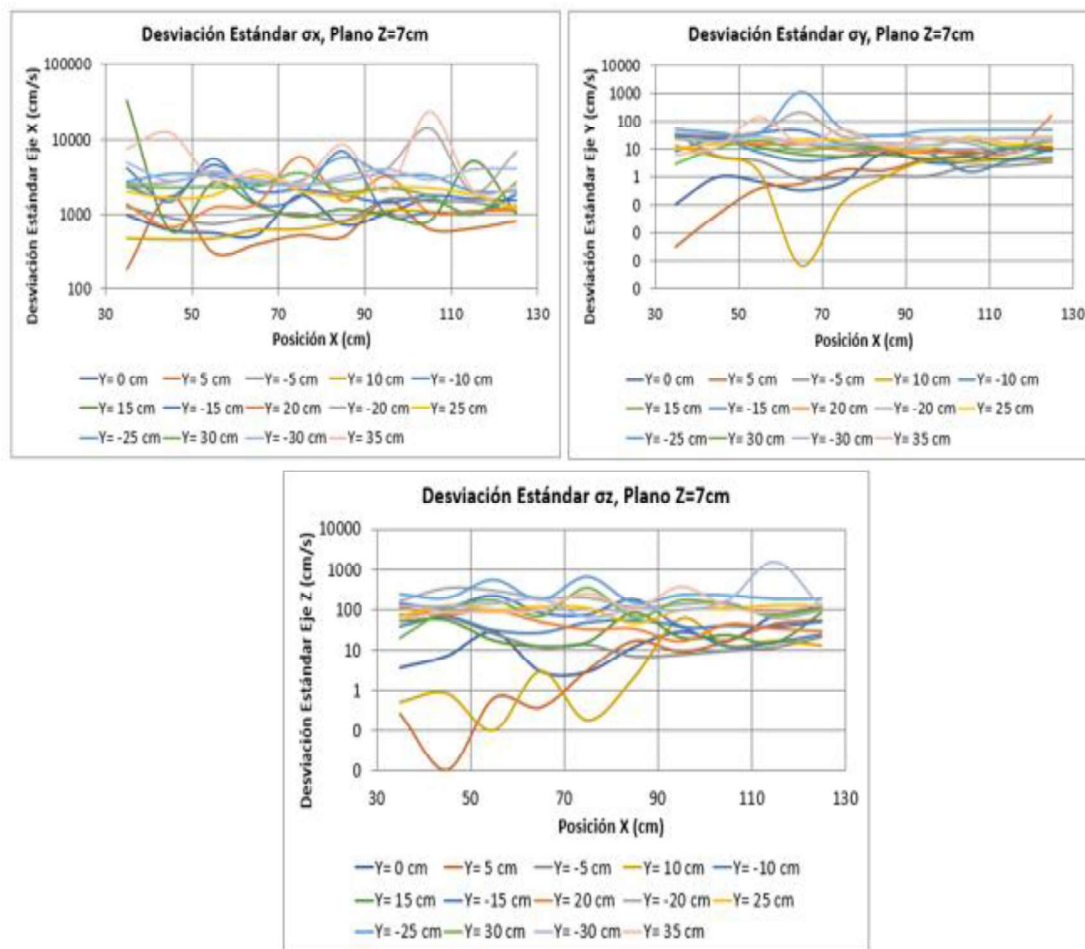 Desviación Estándar σx, Plano Z=7cm
Desviación Estándar Eje X (cm/s)
100000
10000
1000
100
30 50 70 90 110 130
Posición X (cm)
Y= 0 cm Y= 5 cm Y= -5 cm Y= 10 cm Y= -10 cm
Y= 15 cm Y= -15 cm Y= 20 cm Y= -20 cm Y= 25 cm
Y= -25 cm Y= 30 cm Y= -30 cm Y= 35 cm
Desviación Estándar σy, Plano Z=7cm
Desviación Estándar Eje Y (cm/s)
10000
1000
100
10
1
0
0
0
0
30 50 70 90 110 130
Posición X (cm)
Y= 0 cm Y= 5 cm Y= -5 cm Y= 10 cm Y= -10 cm
Y= 15 cm Y= -15 cm Y= 20 cm Y= -20 cm Y= 25 cm
Y= -25 cm Y= 30 cm Y= -30 cm Y= 35 cm
Desviación Estándar σz, Plano Z=7cm
Desviación Estándar Eje Z (cm/s)
10000
1000
100
10
1
0
0
30 50 70 90 110 130
Posición X (cm)
Y= 0 cm Y= 5 cm Y= -5 cm Y= 10 cm Y= -10 cm
Y= 15 cm Y= -15 cm Y= 20 cm Y= -20 cm Y= 25 cm
Y= -25 cm Y= 30 cm Y= -30 cm Y= 35 cm